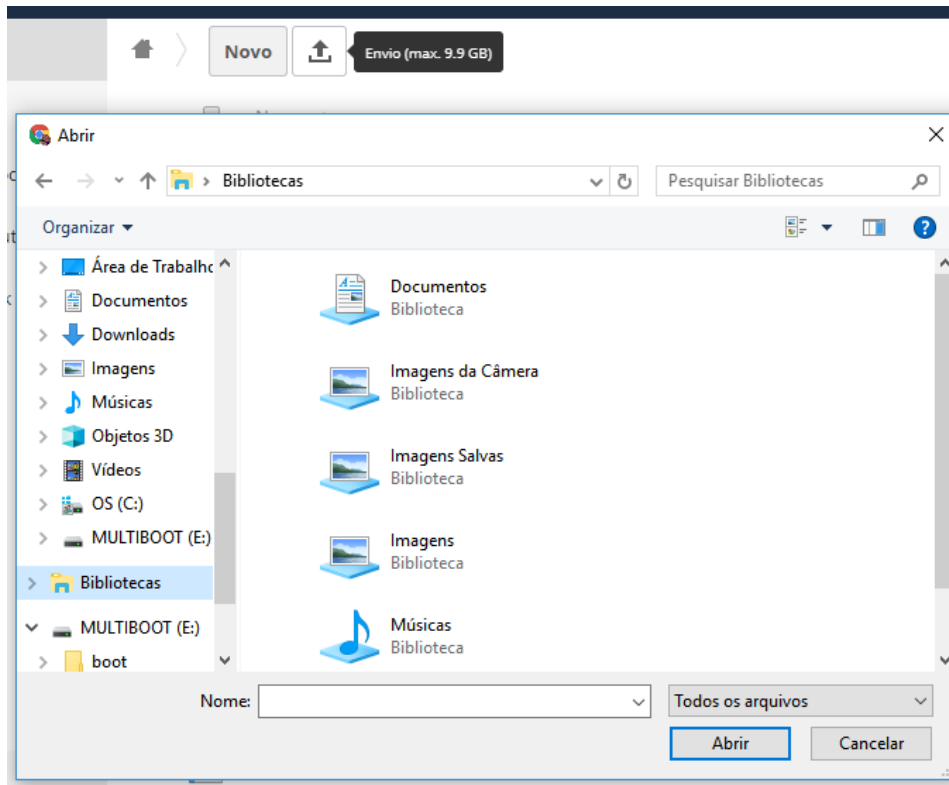 Novo
Envio (max. 9.9 GB)
Abrir
Bibliotecas
Pesquisar Bibliotecas
Organizar
Área de Trabalho
Documentos
Downloads
Imagens
Músicas
Objetos 3D
Vídeos
OS (C:)
MULTIBOOT (E:)
Bibliotecas
MULTIBOOT (E:)
boot
Documentos
Biblioteca
Imagens da Câmera
Biblioteca
Imagens Salvas
Biblioteca
Imagens
Biblioteca
Músicas
Biblioteca
Nome:
Todos os arquivos
Abrir
Cancelar